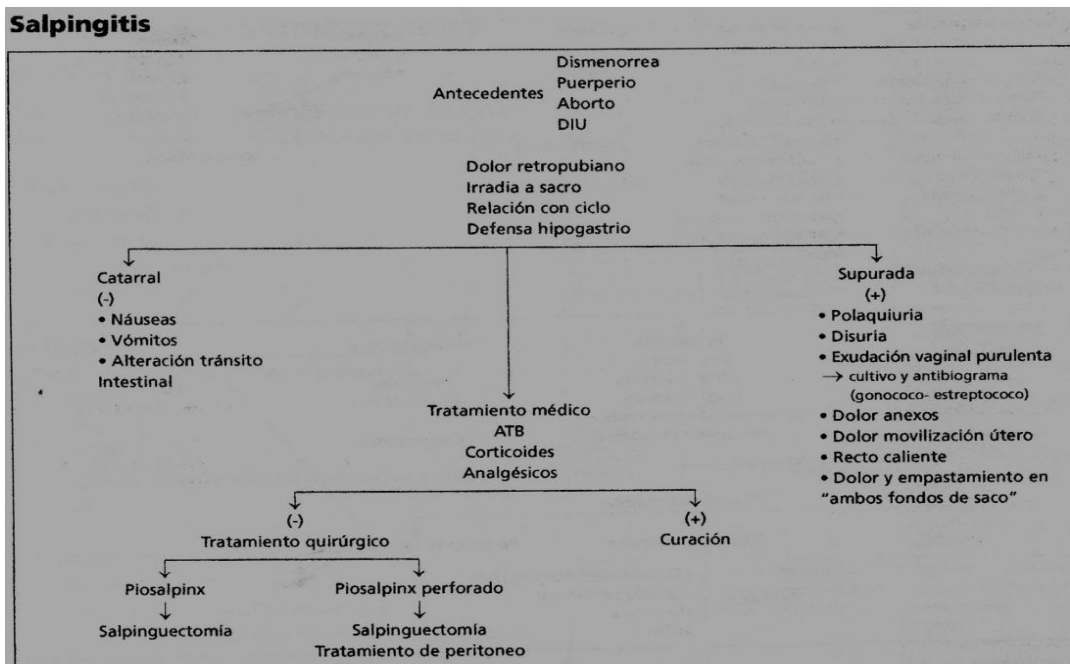 Salpingitis
Antecedentes
Dismenorrea
Puerperio
Aborto
DIU
Dolor retropubiano
Irradia a sacro
Relación con ciclo
Defensa hipogastrio
Catarral
(-)
• Náuseas
• Vómitos
• Alteración tránsito
Intestinal
Tratamiento médico
ATB
Corticoides
Analgésicos
Supurada
(+)
• Polaquiuria
• Disuria
• Exudación vaginal purulenta
→ cultivo y antibiograma
(gonococo- estreptococo)
• Dolor anexos
• Dolor movilización útero
• Recto caliente
• Dolor y empastamiento en
"ambos fondos de saco"
(-)
Tratamiento quirúrgico
(+)
Curación
Piosalpinx
Salpinguectomía
Piosalpinx perforado
Salpinguectomía
Tratamiento de peritoneo